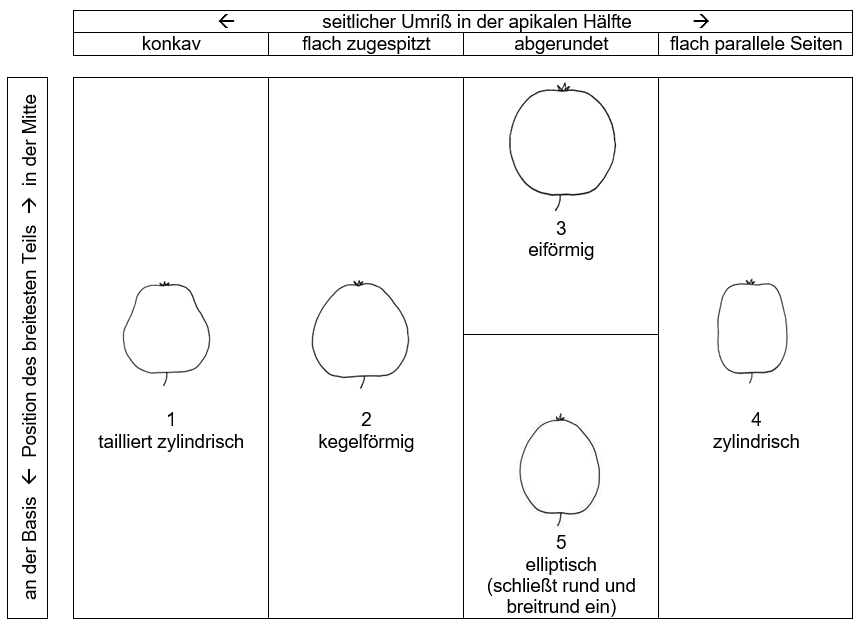 ← seitlicher Umriß in der apikalen Hälfte →
konkav
flach zugespitzt
abgerundet
flach parallele Seiten
an der Basis ← Position des breitesten Teils → in der Mitte
3
eiförmig
1
tailliert zylindrisch
2
kegelförmig
4
zylindrisch
5
elliptisch
(schließt rund und
breitrund ein)